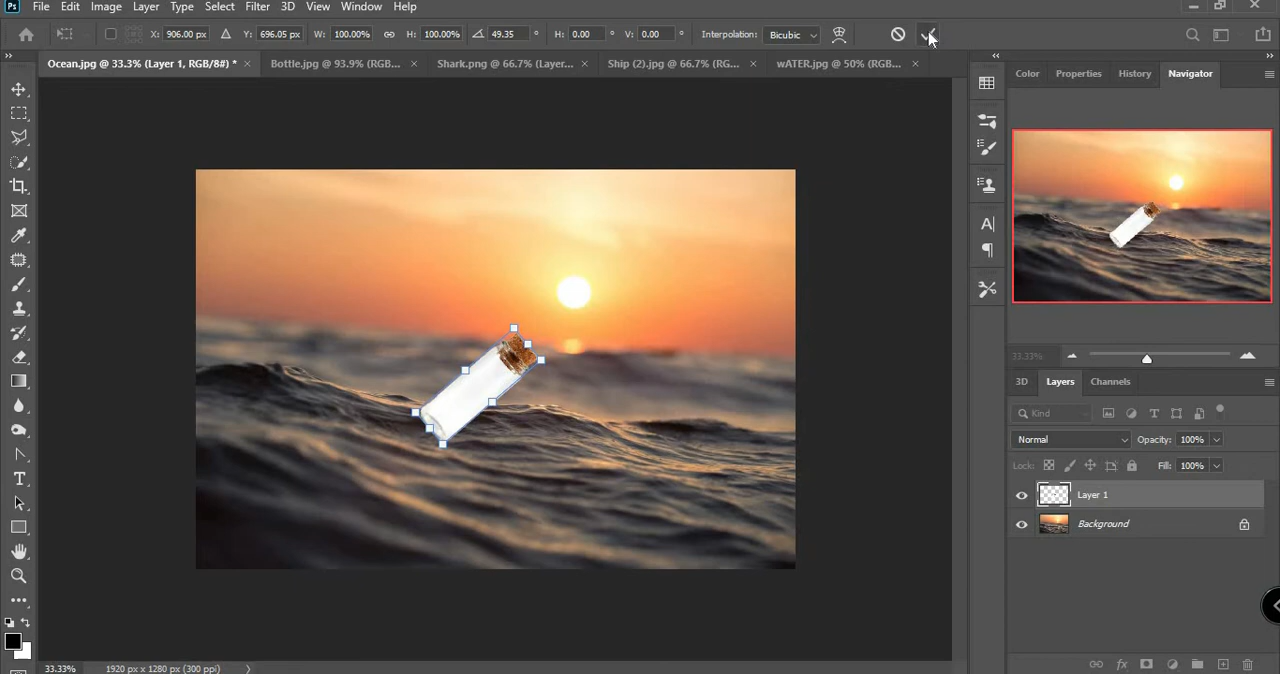 Ps File Edit Image Layer Type Select Filter 3D View Window Help
X: 906.00 px Y: 696.05 px W: 100.00% H: 100.00% 49.35 ° H: 0.00 ° V: 0.00 ° Interpolation: Bicubic
Ocean.jpg @ 33.3% (Layer 1, RGB/8#) * × Bottle.jpg @ 93.9% (RGB... × Shark.png @ 66.7% (Layer... × Ship (2).jpg @ 66.7% (RG... × wATER.jpg @ 50% (RGB... ×
Color Properties History Navigator
33.33%
3D Layers Channels
Kind
Normal Opacity: 100%
Lock: Fill: 100%
Layer 1
Background
33.33% 1920 px x 1280 px (300 ppi)